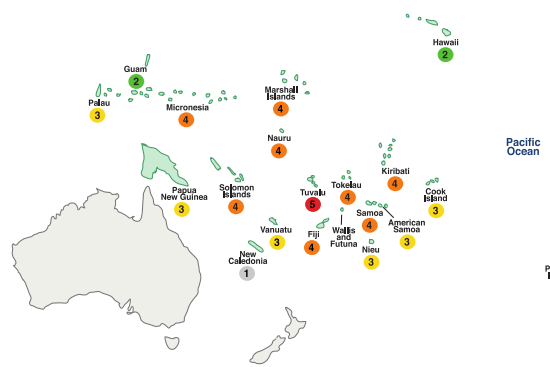 Hawaii
2
Guam
2
Palau
3
Micronesia
4
Marshall
Islands
4
Nauru
4
Pacific
Ocean
Papua
New Guinea
3
Solomon
Islands
4
Tuvalu
5
Tokelau
4
Kiribati
4
Cook
Island
3
Samoa
4
American
Samoa
3
Wallis
and
Futuna
Vanuatu
3
Fiji
4
Nieu
3
New
Caledonia
1
P